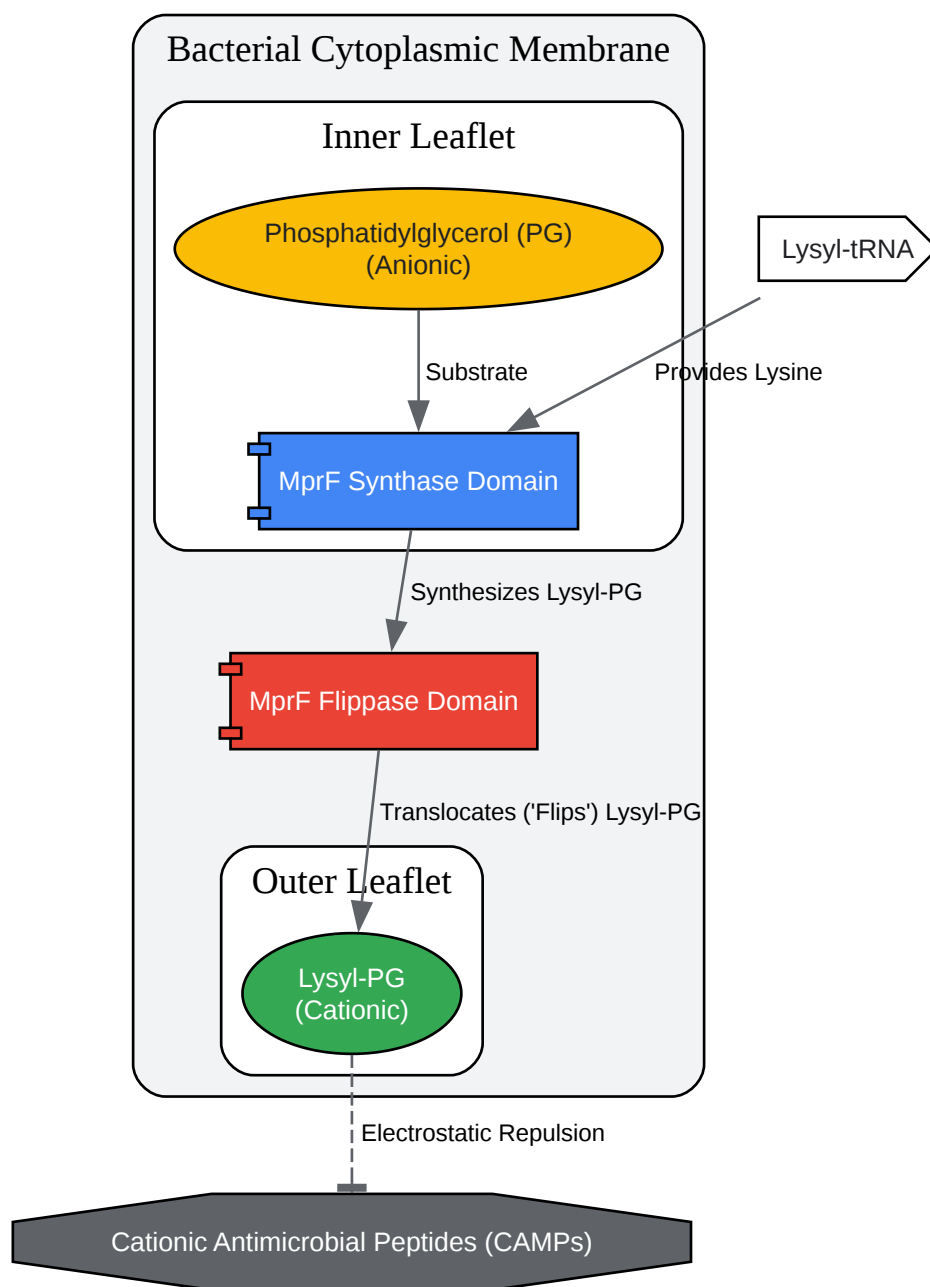 Bacterial Cytoplasmic Membrane
Inner Leaflet
Phosphatidylglycerol (PG)
(Anionic)
Lysyl-tRNA
Substrate
Provides Lysine
MprF Synthase Domain
Synthesizes Lysyl-PG
MprF Flippase Domain
Translocates ('Flips') Lysyl-PG
Outer Leaflet
Lysyl-PG
(Cationic)
Electrostatic Repulsion
Cationic Antimicrobial Peptides (CAMPs)